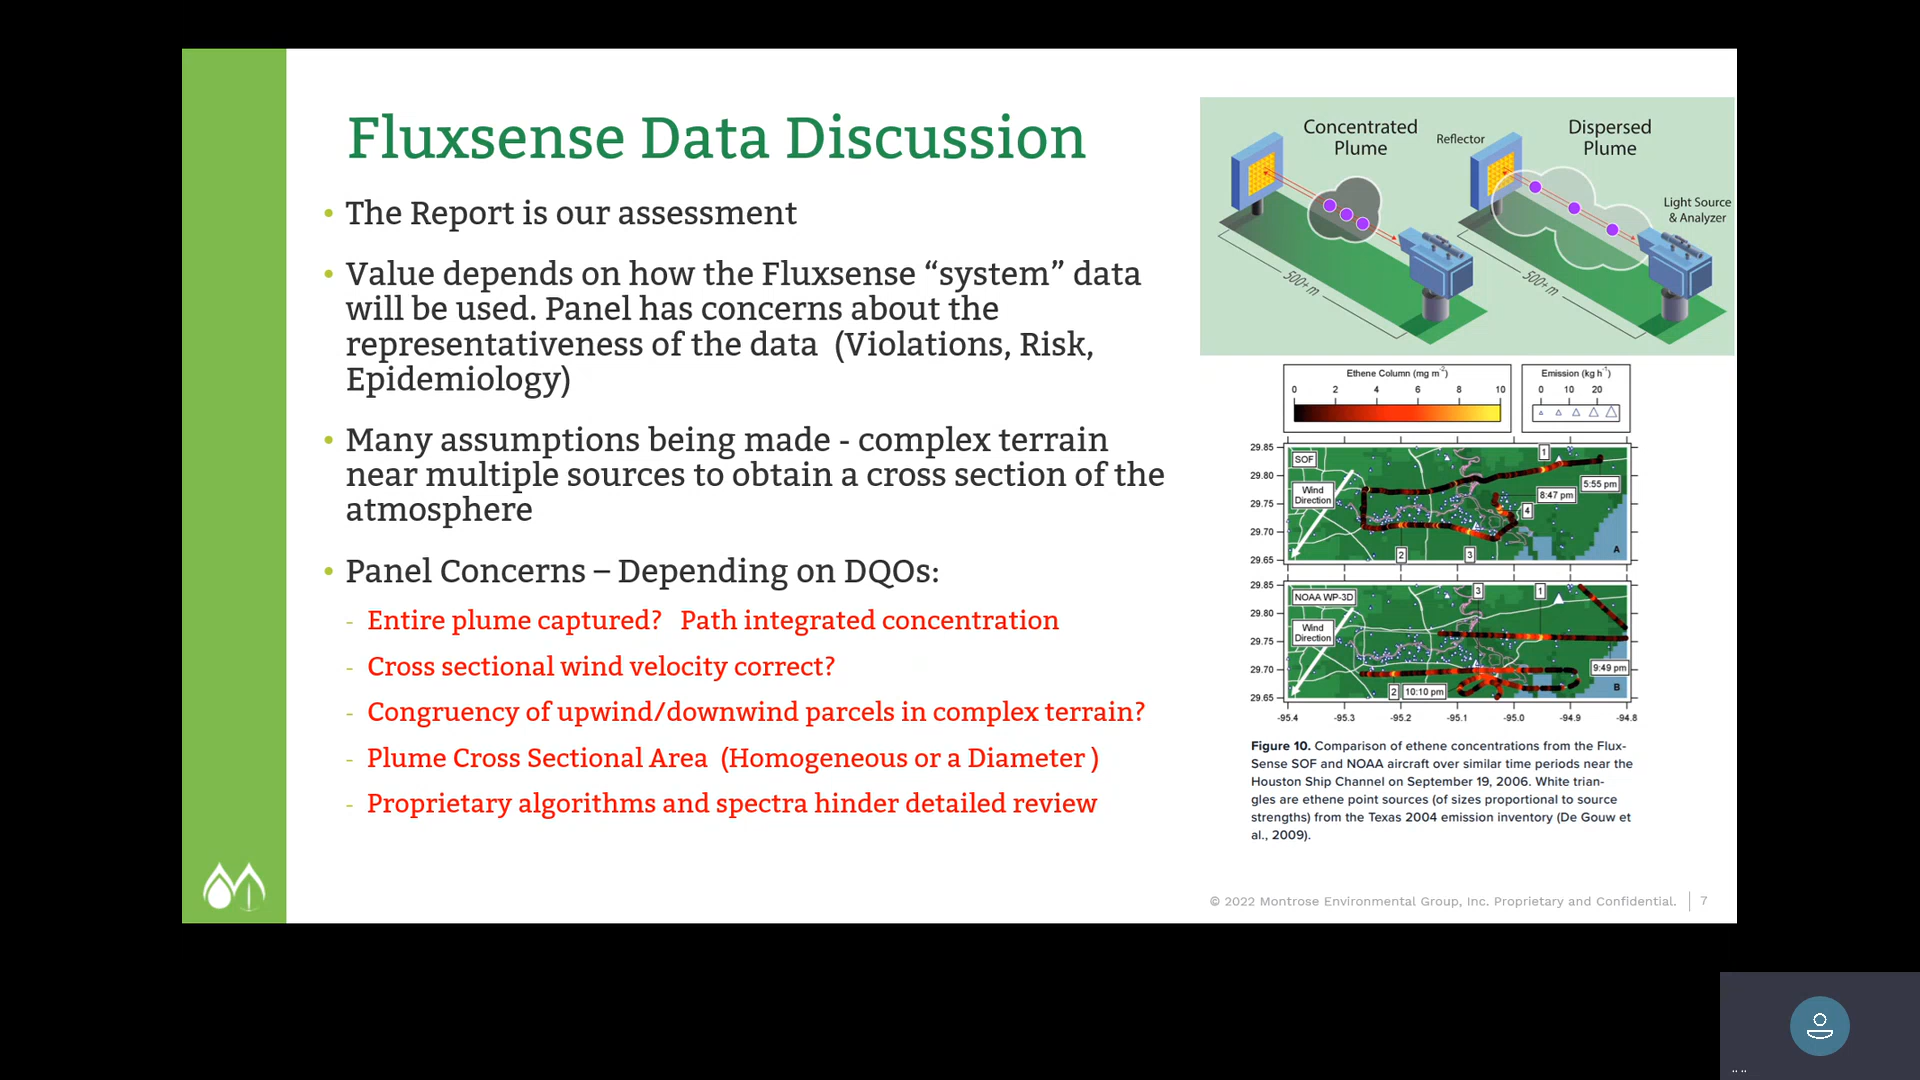 Fluxsense Data Discussion
• The Report is our assessment
• Value depends on how the Fluxsense “system” data
will be used. Panel has concerns about the
representativeness of the data (Violations, Risk,
Epidemiology)
• Many assumptions being made - complex terrain
near multiple sources to obtain a cross section of the
atmosphere
• Panel Concerns – Depending on DQOs:
- Entire plume captured? Path integrated concentration
- Cross sectional wind velocity correct?
- Congruency of upwind/downwind parcels in complex terrain?
- Plume Cross Sectional Area (Homogeneous or a Diameter )
- Proprietary algorithms and spectra hinder detailed review
Concentrated
Plume
Reflector
Dispersed
Plume
Light Source
& Analyzer
500+ m
500+ m
Ethene Column (mg m⁻²)
0 2 4 6 8 10
Emission (kg h⁻¹)
0 10 20
29.85
29.80
29.75
29.70
29.65
SOF
Wind
Direction
1
5:55 pm
8:47 pm
4
2
3
A
29.85
29.80
29.75
29.70
29.65
NOAA WP-3D
Wind
Direction
3
1
9:49 pm
2
10:10 pm
B
-95.4 -95.3 -95.2 -95.1 -95.0 -94.9 -94.8
Figure 10. Comparison of ethene concentrations from the Flux-
Sense SOF and NOAA aircraft over similar time periods near the
Houston Ship Channel on September 19, 2006. White trian-
gles are ethene point sources (of sizes proportional to source
strengths) from the Texas 2004 emission inventory (De Gouw et
al., 2009).
© 2022 Montrose Environmental Group, Inc. Proprietary and Confidential. | 7